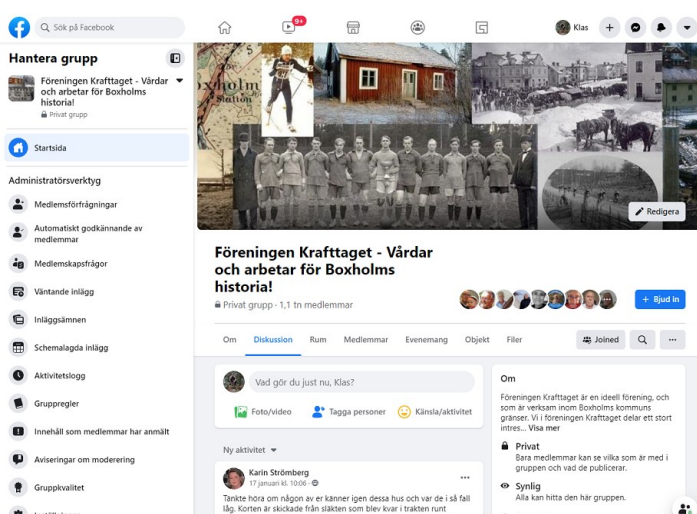 Sök på Facebook
9+
Klas
Hantera grupp
Föreningen Krafttaget - Vårdar
och arbetar för Boxholms
historia!
Privat grupp
Startsida
Administratörsverktyg
Medlemsförfrågningar
Automatiskt godkännande av
medlemmar
Medlemskapsfrågor
Väntande inlägg
Inläggsämnen
Schemalagda inlägg
Aktivitetslogg
Gruppregler
Innehåll som medlemmar har anmält
Aviseringar om moderering
Gruppkvalitet
Station
Redigera
Föreningen Krafttaget - Vårdar
och arbetar för Boxholms
historia!
Privat grupp · 1,1 tn medlemmar
+ Bjud in
Om Diskussion Rum Medlemmar Evenemang Objekt Filer
Joined
Vad gör du just nu, Klas?
Foto/video Tagga personer Känsla/aktivitet
Ny aktivitet
Karin Strömberg
17 januari kl. 10:06
Tänkte höra om någon av er känner igen dessa hus och var de i så fall
låg. Korten är skickade från släkten som blev kvar i trakten runt
Om
Föreningen Krafttaget är en ideell förening, och
som är verksam inom Boxholms kommuns
gränser. Vi i föreningen Krafttaget delar ett stort
intres... Visa mer
Privat
Bara medlemmar kan se vilka som är med i
gruppen och vad de publicerar.
Synlig
Alla kan hitta den här gruppen.